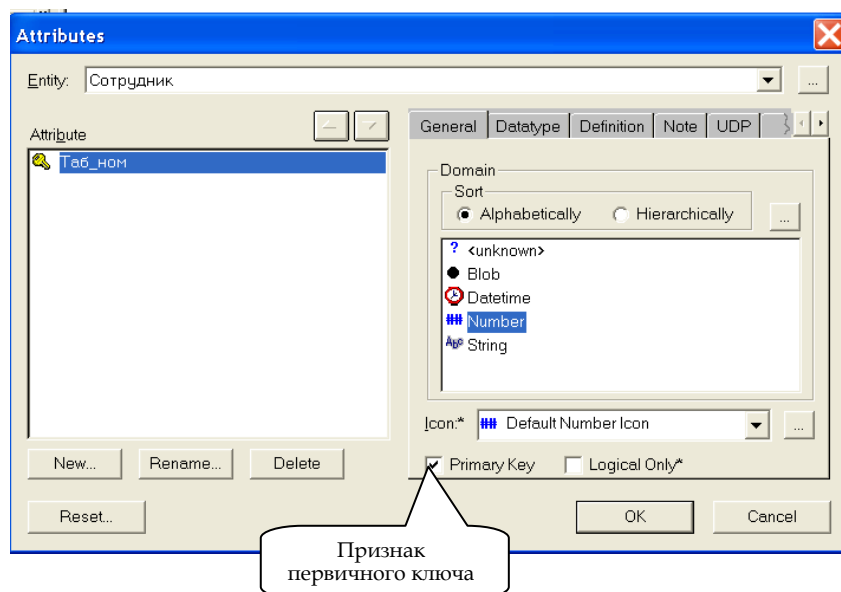 Attributes
Entity: Сотрудник ...
Attribute
Таб_ном
General Datatype Definition Note UDP
Domain
Sort
Alphabetically Hierarchically ...
? <unknown>
Blob
Datetime
Number
Abc String
Icon:* Default Number Icon ...
New... Rename... Delete
Primary Key Logical Only*
Reset... OK Cancel
Признак
первичного ключа